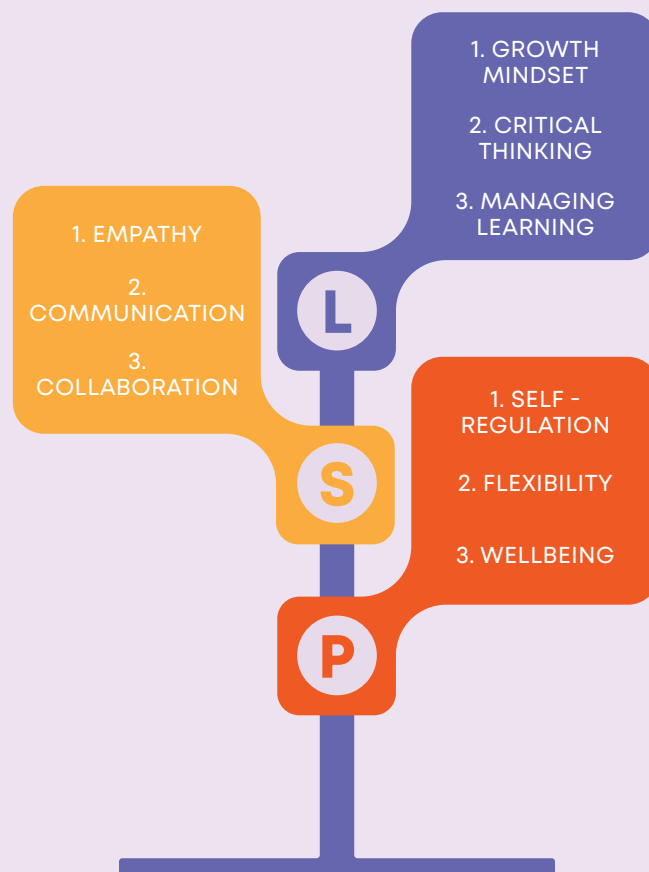 1. GROWTH
MINDSET
2. CRITICAL
THINKING
3. MANAGING
LEARNING
L
1. EMPATHY
2.
COMMUNICATION
3.
COLLABORATION
S
1. SELF -
REGULATION
2. FLEXIBILITY
3. WELLBEING
P